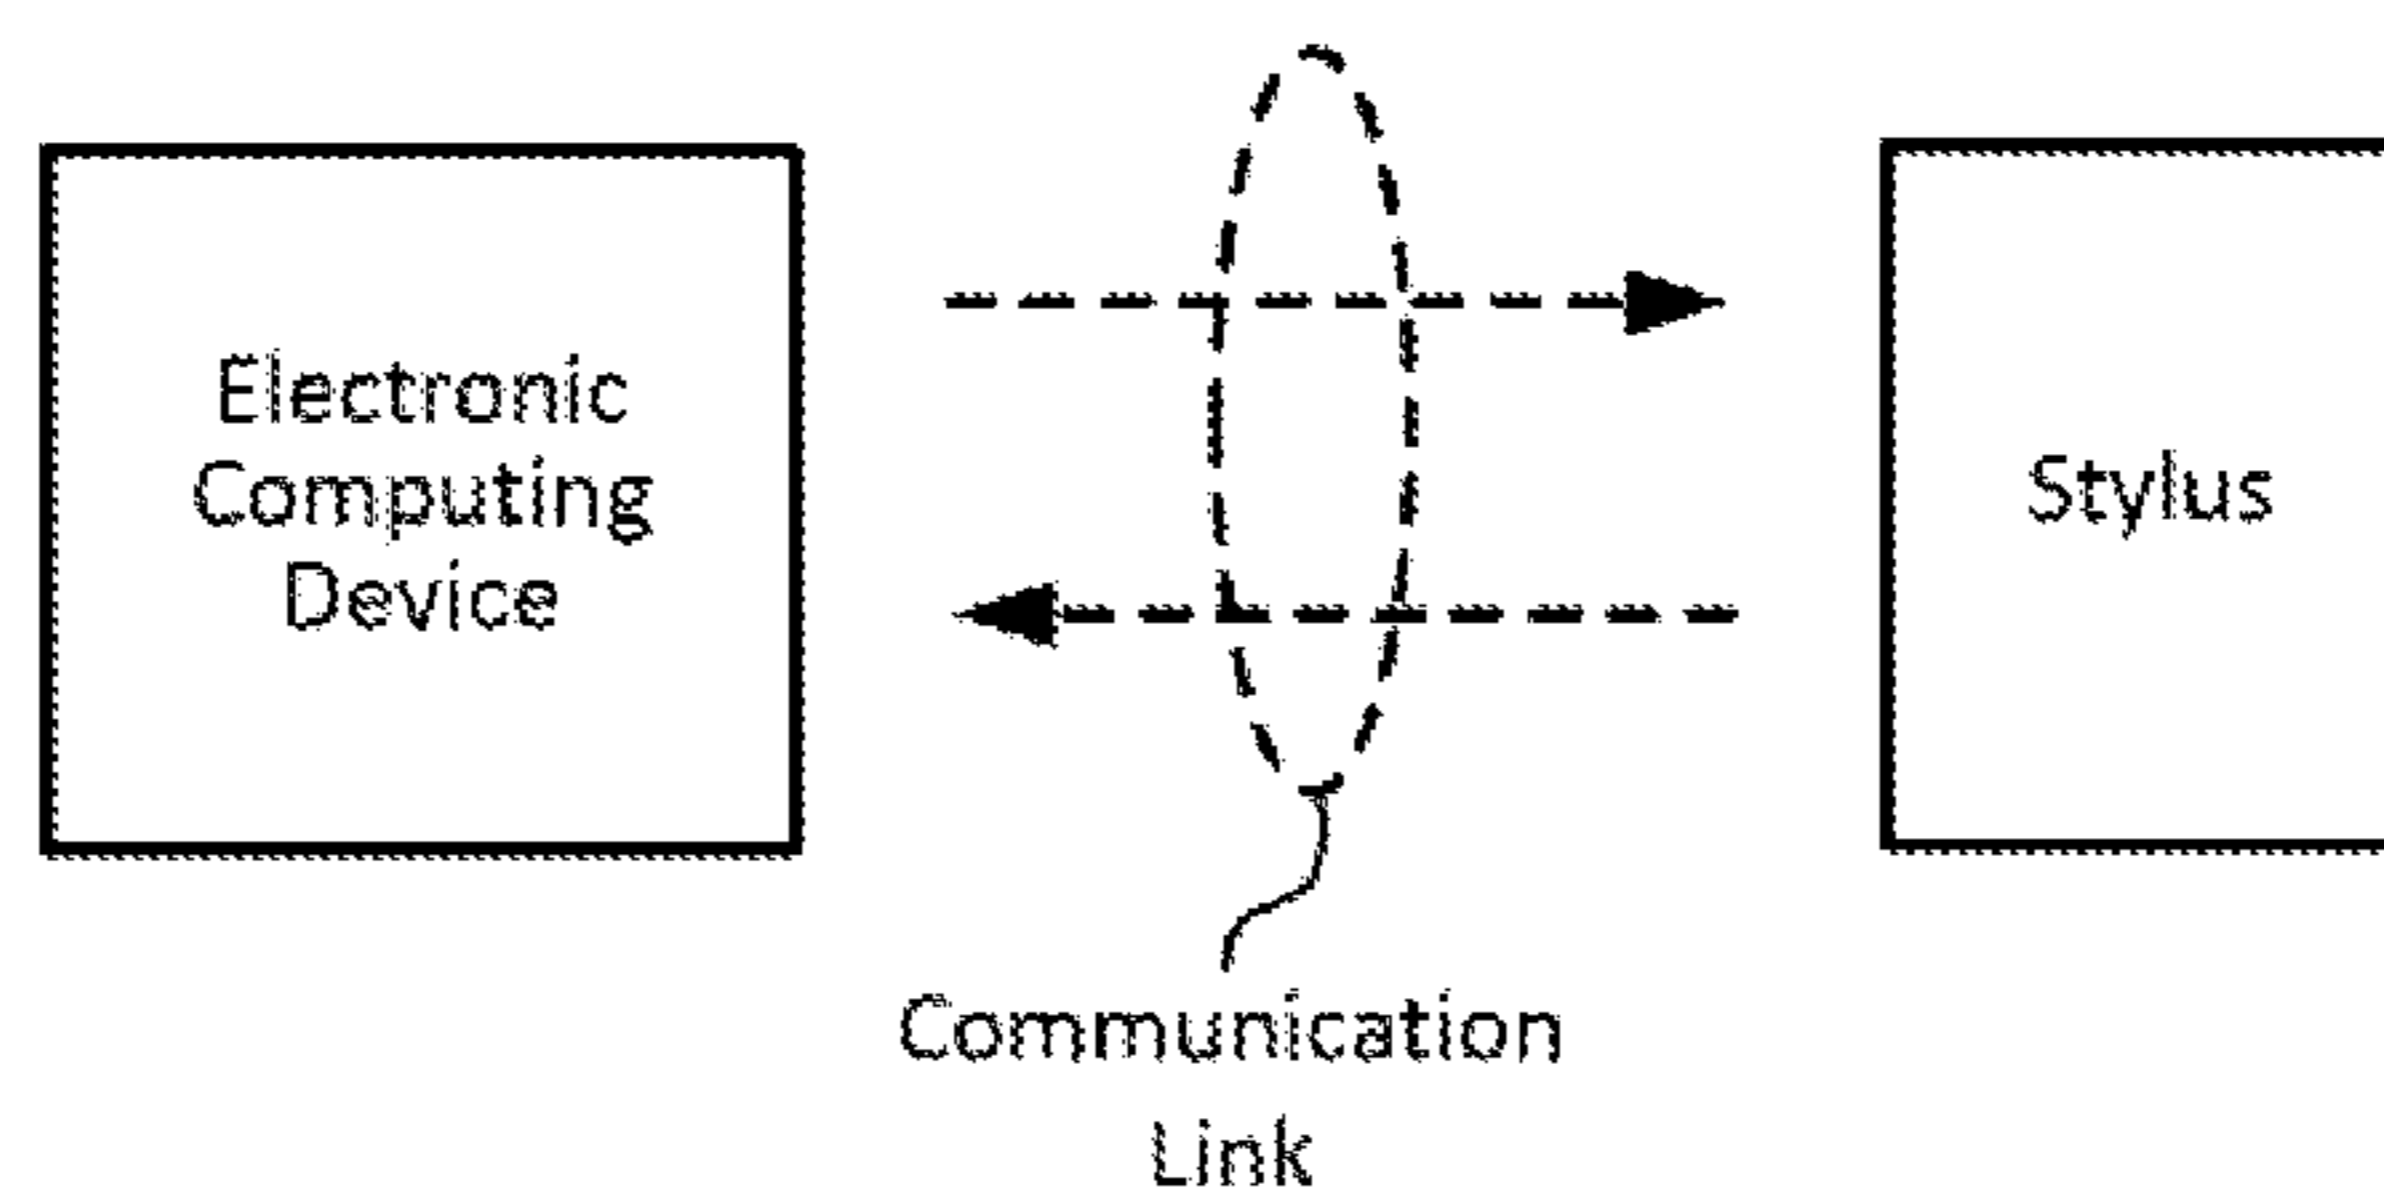 Electronic
Computing
Device
Stylus
Communication
Link